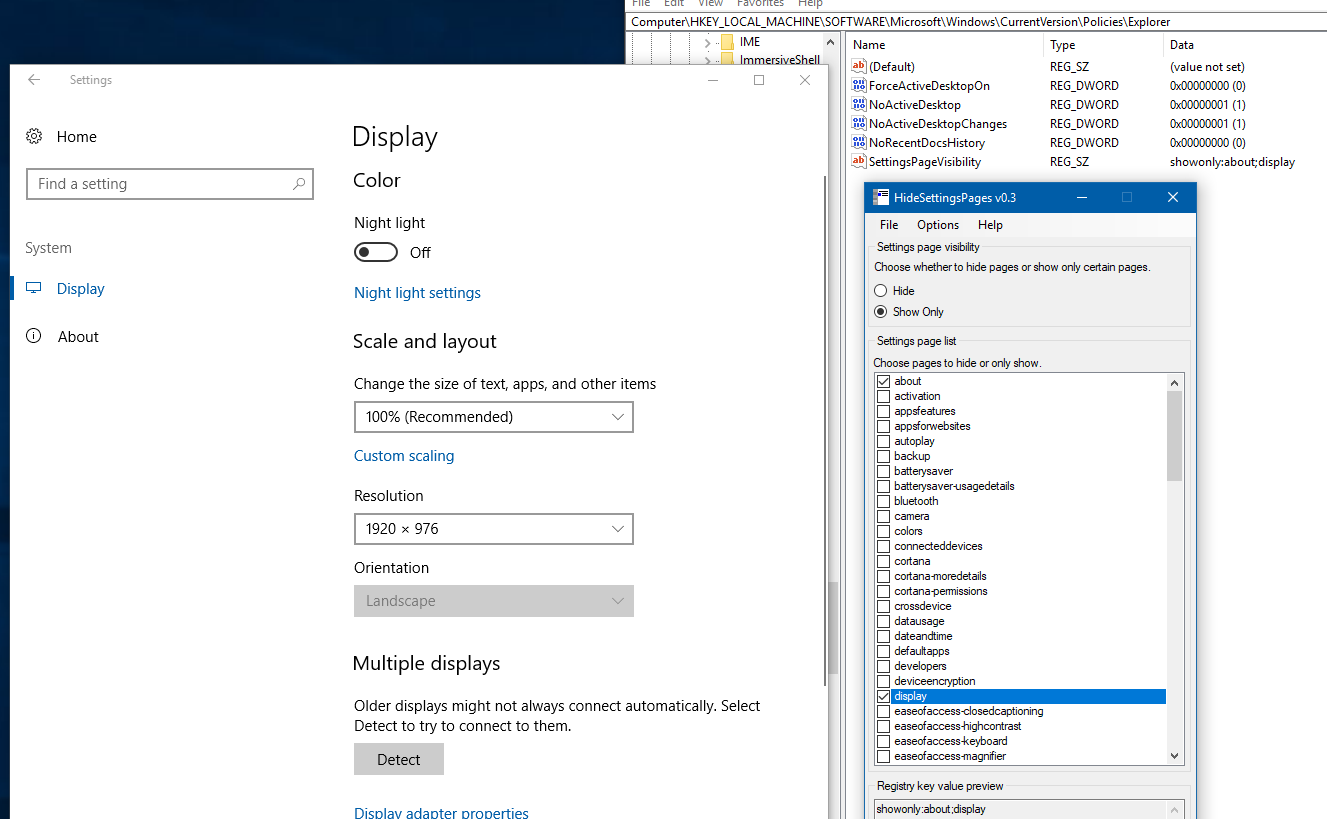 File Edit View Favorites Help
Computer\HKEY_LOCAL_MACHINE\SOFTWARE\Microsoft\Windows\CurrentVersion\Policies\Explorer
IME
ImmersiveShell
Name Type Data
(Default) REG_SZ (value not set)
ForceActiveDesktopOn REG_DWORD 0x00000000 (0)
NoActiveDesktop REG_DWORD 0x00000001 (1)
NoActiveDesktopChanges REG_DWORD 0x00000001 (1)
NoRecentDocsHistory REG_DWORD 0x00000000 (0)
SettingsPageVisibility REG_SZ showonly:about;display
Settings
Home
Find a setting
System
Display
About
Display
Color
Night light
Off
Night light settings
Scale and layout
Change the size of text, apps, and other items
100% (Recommended)
Custom scaling
Resolution
1920 × 976
Orientation
Landscape
Multiple displays
Older displays might not always connect automatically. Select
Detect to try to connect to them.
Detect
Display adapter properties
HideSettingsPages v0.3
File Options Help
Settings page visibility
Choose whether to hide pages or show only certain pages.
Hide
Show Only
Settings page list
Choose pages to hide or only show.
about
activation
appsfeatures
appsforwebsites
autoplay
backup
batterysaver
batterysaver-usagedetails
bluetooth
camera
colors
connecteddevices
cortana
cortana-moredetails
cortana-permissions
crossdevice
datausage
dateandtime
defaultapps
developers
deviceencryption
display
easeofaccess-closedcaptioning
easeofaccess-highcontrast
easeofaccess-keyboard
easeofaccess-magnifier
Registry key value preview
showonly:about;display